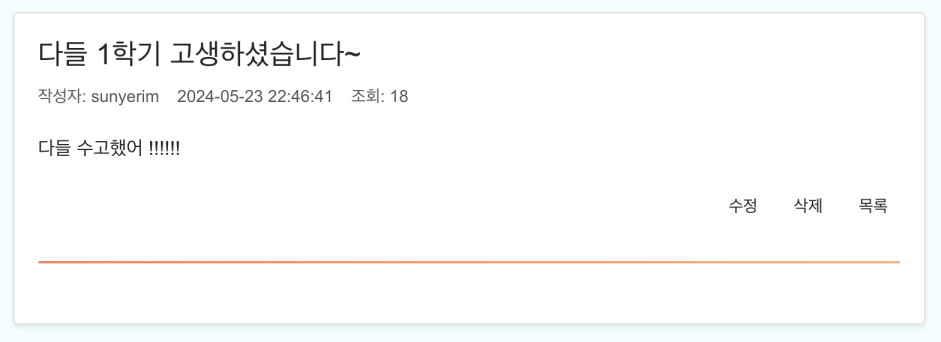 다들 1학기 고생하셨습니다~
작성자: sunyerim 2024-05-23 22:46:41 조회: 18
다들 수고했어 !!!!!!
수정 삭제 목록